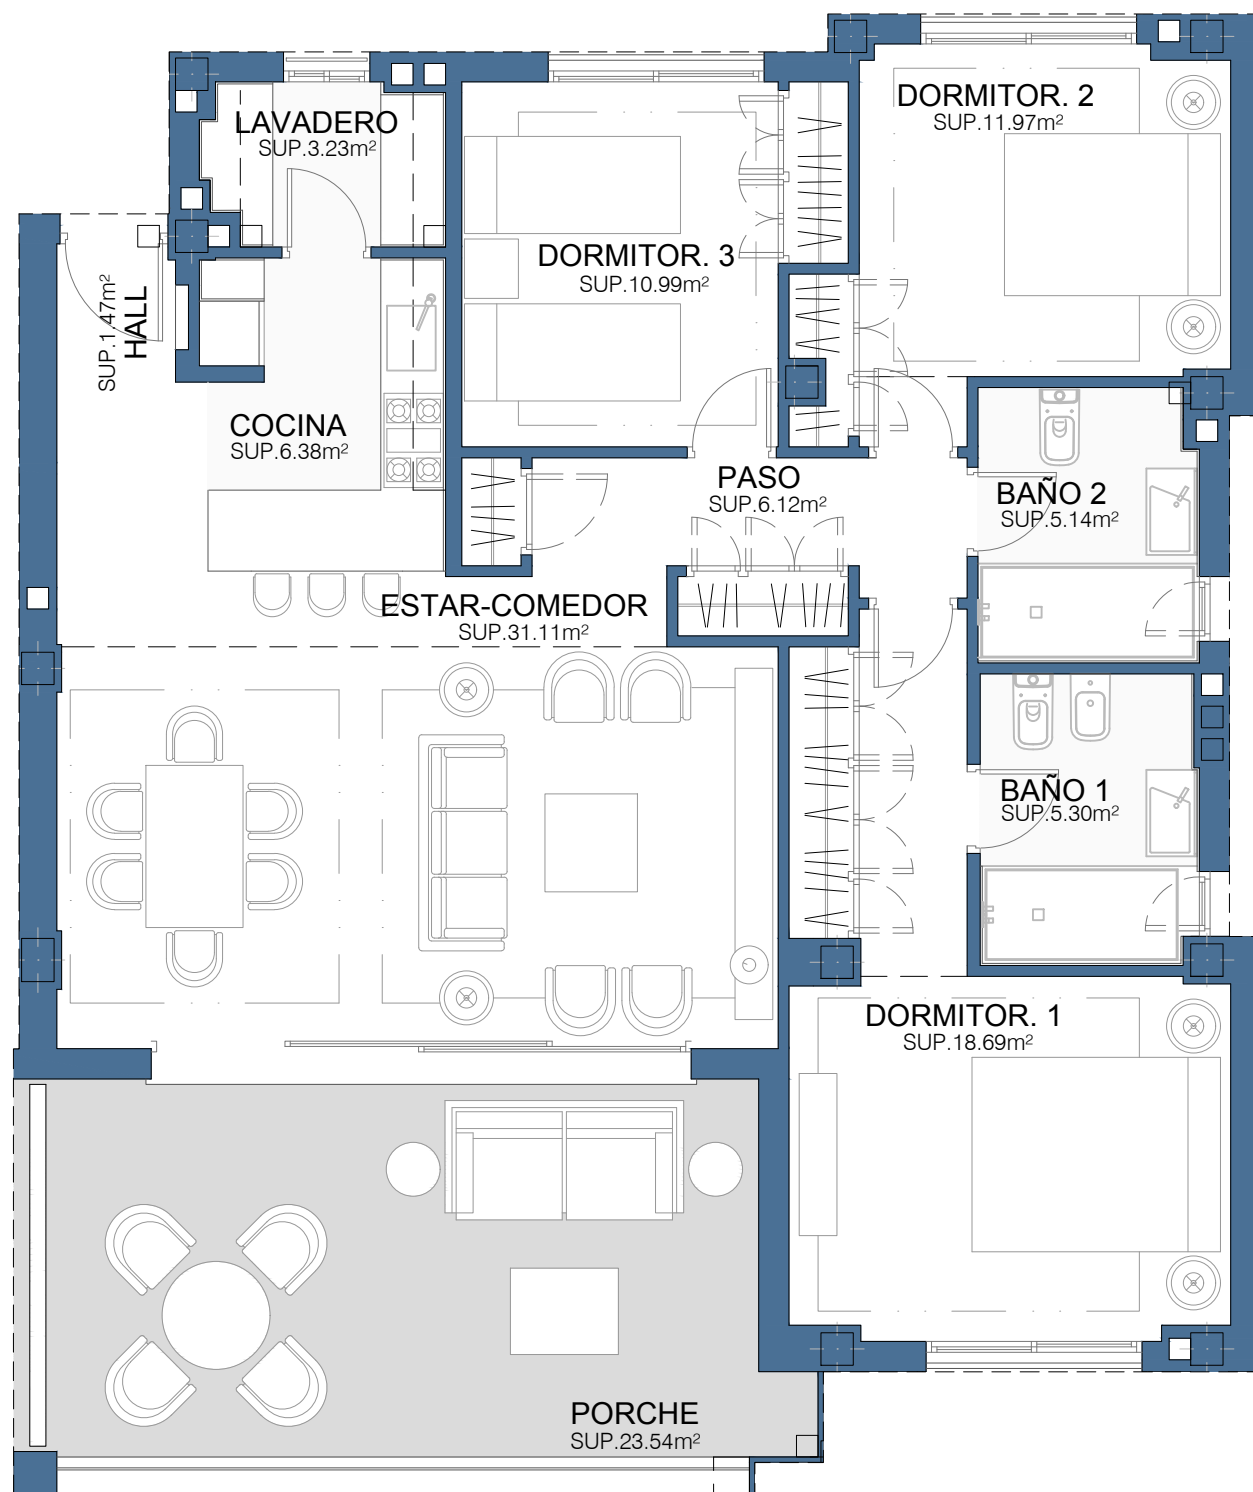 DORMITOR. 2
SUP.11.97m²
LAVADERO
SUP.3.23m²
DORMITOR. 3
SUP.10.99m²
HALL
SUP.1.47m²
COCINA
SUP.6.38m²
PASO
SUP.6.12m²
BAÑO 2
SUP.5.14m²
ESTAR-COMEDOR
SUP.31.11m²
BAÑO 1
SUP.5.30m²
DORMITOR. 1
SUP.18.69m²
PORCHE
SUP.23.54m²